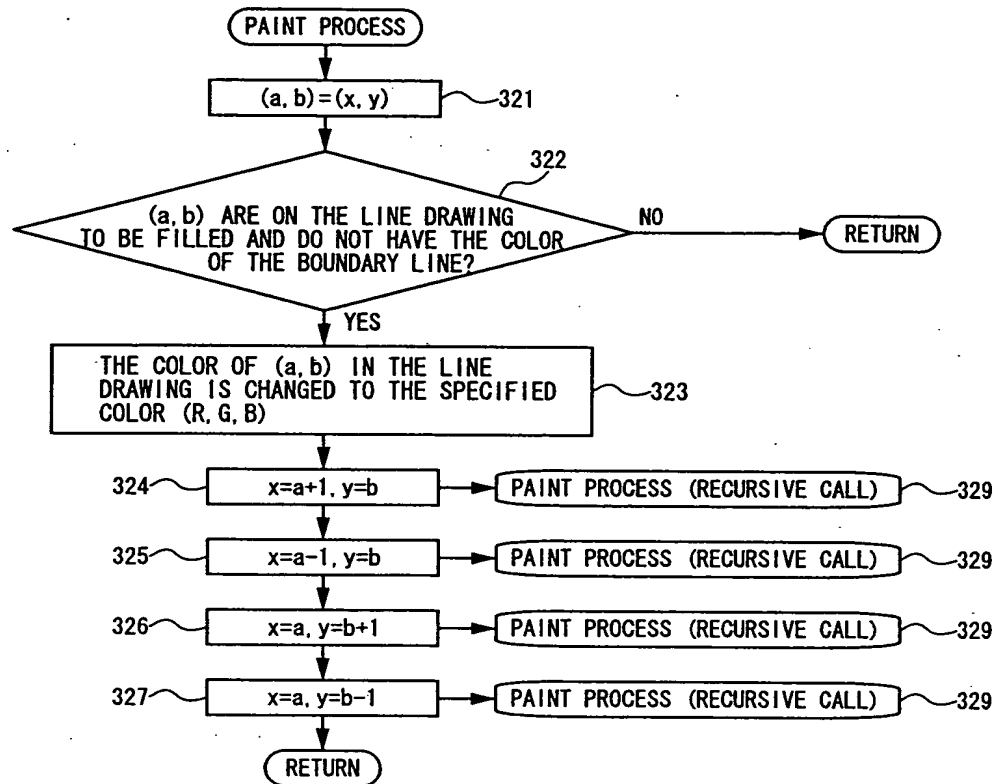 PAINT PROCESS
(a, b)=(x, y)
321
322
(a, b) ARE ON THE LINE DRAWING
TO BE FILLED AND DO NOT HAVE THE COLOR
OF THE BOUNDARY LINE?
NO
RETURN
YES
THE COLOR OF (a, b) IN THE LINE
DRAWING IS CHANGED TO THE SPECIFIED
COLOR (R, G, B)
323
324
x=a+1, y=b
PAINT PROCESS (RECURSIVE CALL)
329
325
x=a-1, y=b
PAINT PROCESS (RECURSIVE CALL)
329
326
x=a, y=b+1
PAINT PROCESS (RECURSIVE CALL)
329
327
x=a, y=b-1
PAINT PROCESS (RECURSIVE CALL)
329
RETURN